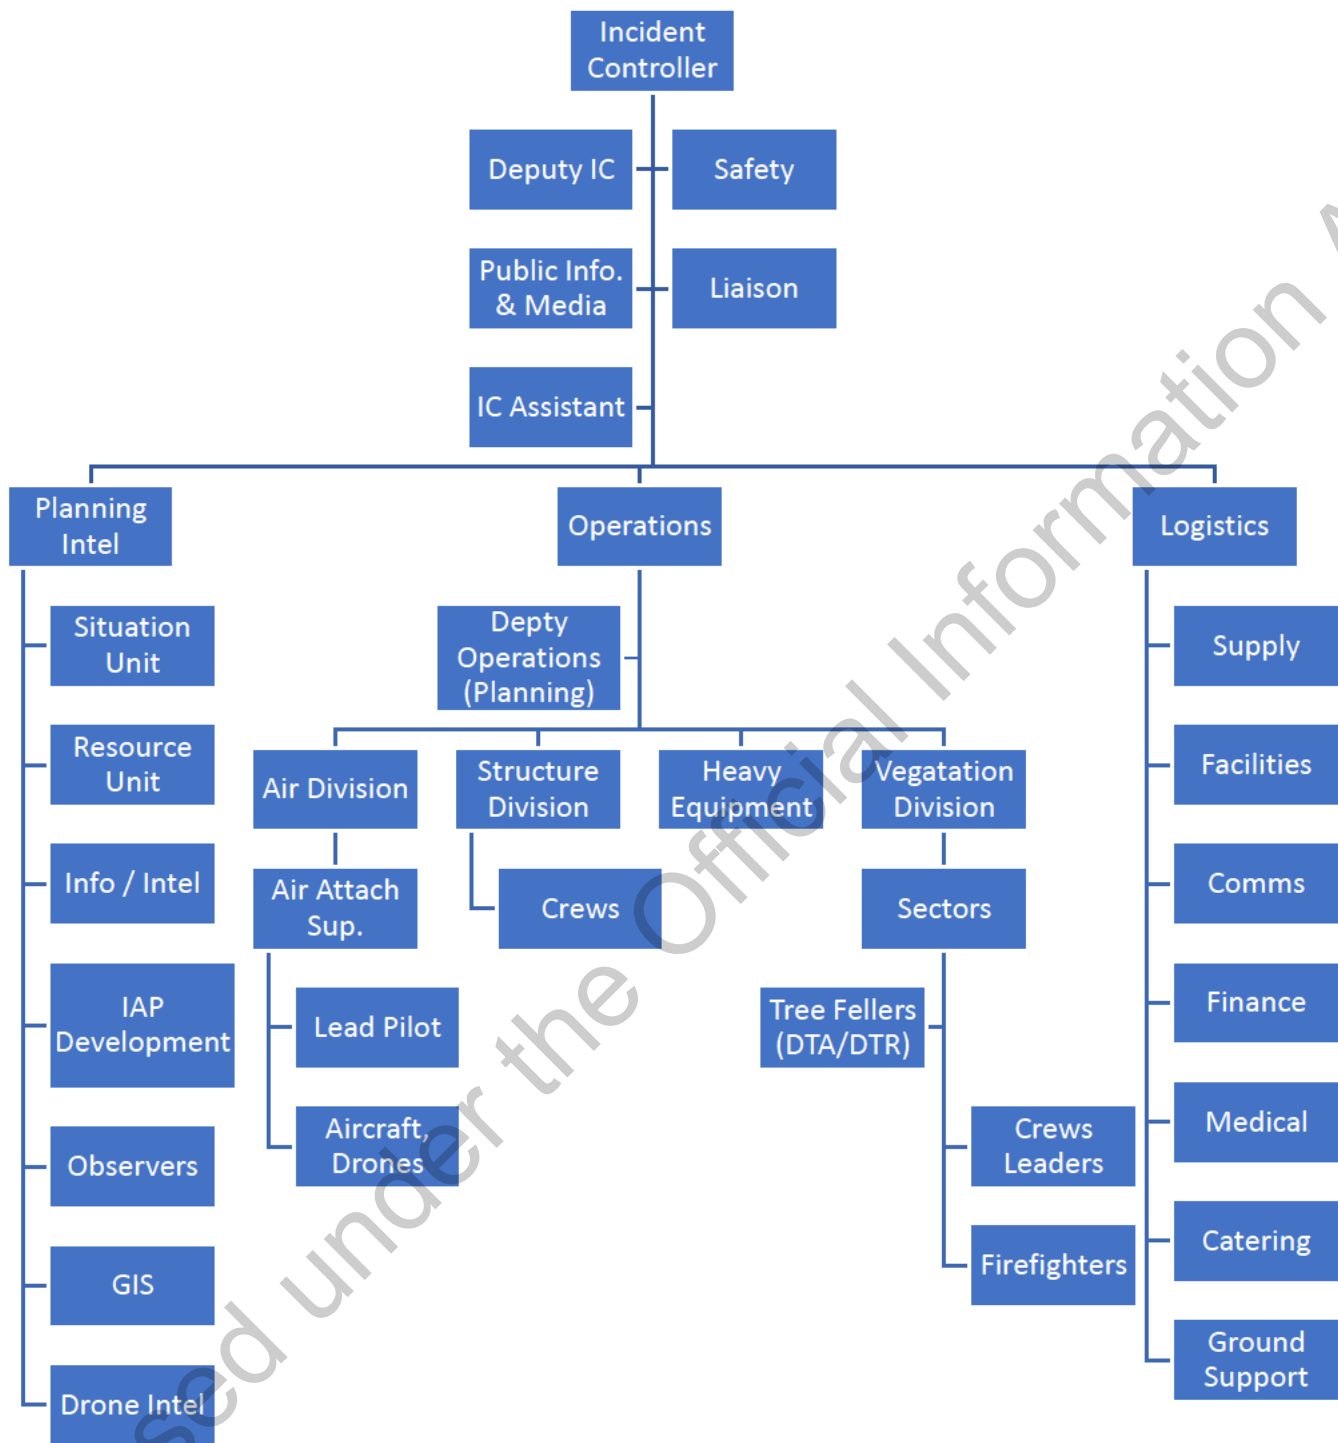 Incident
Controller
Deputy IC
Safety
Public Info.
& Media
Liaison
IC Assistant
Planning
Intel
Operations
Logistics
Situation
Unit
Resource
Unit
Info / Intel
IAP
Development
Observers
GIS
Drone Intel
Depty
Operations
(Planning)
Air Division
Structure
Division
Heavy
Equipment
Vegatation
Division
Air Attach
Sup.
Lead Pilot
Aircraft,
Drones
Crews
Sectors
Tree Fellers
(DTA/DTR)
Crews
Leaders
Firefighters
Supply
Facilities
Comms
Finance
Medical
Catering
Ground
Support
under the Official Information